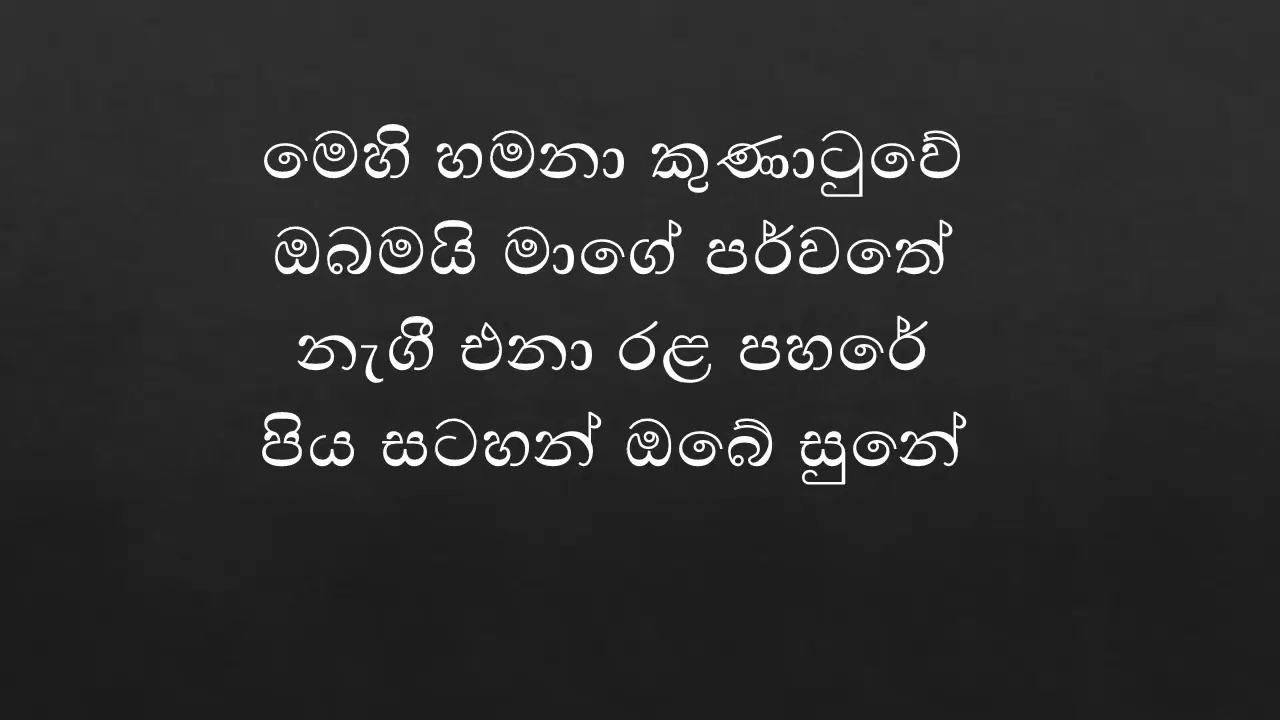 මෙහි හමනා කුණාටුවේ
ඔබමයි මාගේ පර්වතේ
නැගී එනා රළ පහරේ
පිය සටහන් ඔබේ සුනේ